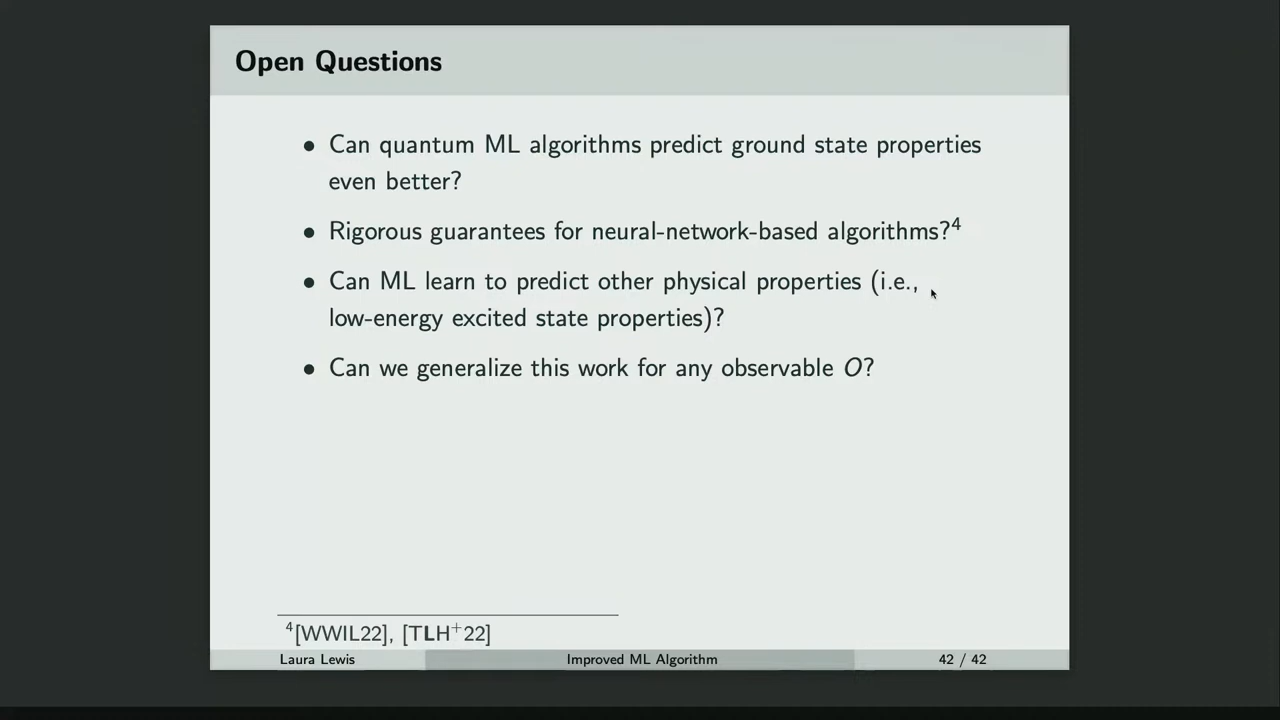 Open Questions
• Can quantum ML algorithms predict ground state properties
even better?
• Rigorous guarantees for neural-network-based algorithms?⁴
• Can ML learn to predict other physical properties (i.e.,
low-energy excited state properties)?
• Can we generalize this work for any observable O?
⁴[WWIL22], [TLH⁺22]
Laura Lewis Improved ML Algorithm 42 / 42